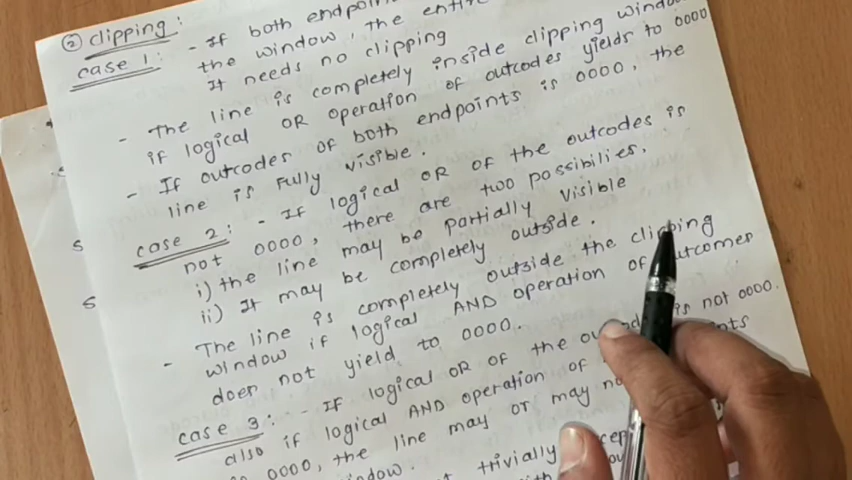 ② clipping:
case 1: - If both endpoin
the window, the entire
It needs no clipping
- The line is completely inside clipping window
if logical OR operation of outcodes yields to 0000
- If outcodes of both endpoints is 0000, the
line is fully visible.
case 2: - If logical OR of the outcodes is
not 0000, there are two possibilies.
i) the line may be partially visible
ii) It may be completely outside.
- The line is completely outside the clipping
window if logical AND operation of outcomes
does not yield to 0000.
case 3: - If logical OR of the is not 0000.
also if logical AND operation of
0000, the line may or may
window.
trivially